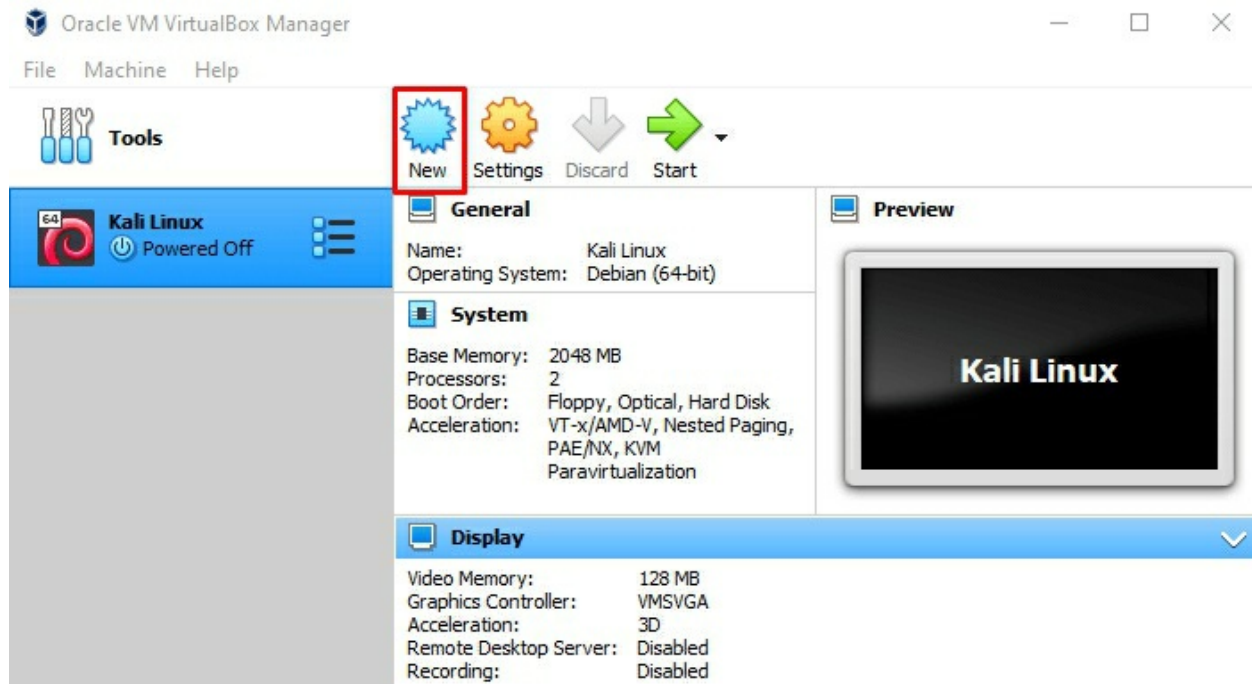 Oracle VM VirtualBox Manager
File Machine Help
Tools
New Settings Discard Start
64
Kali Linux
Powered Off
General
Name: Kali Linux
Operating System: Debian (64-bit)
System
Base Memory: 2048 MB
Processors: 2
Boot Order: Floppy, Optical, Hard Disk
Acceleration: VT-x/AMD-V, Nested Paging,
PAE/NX, KVM
Paravirtualization
Preview
Kali Linux
Display
Video Memory: 128 MB
Graphics Controller: VMSVGA
Acceleration: 3D
Remote Desktop Server: Disabled
Recording: Disabled